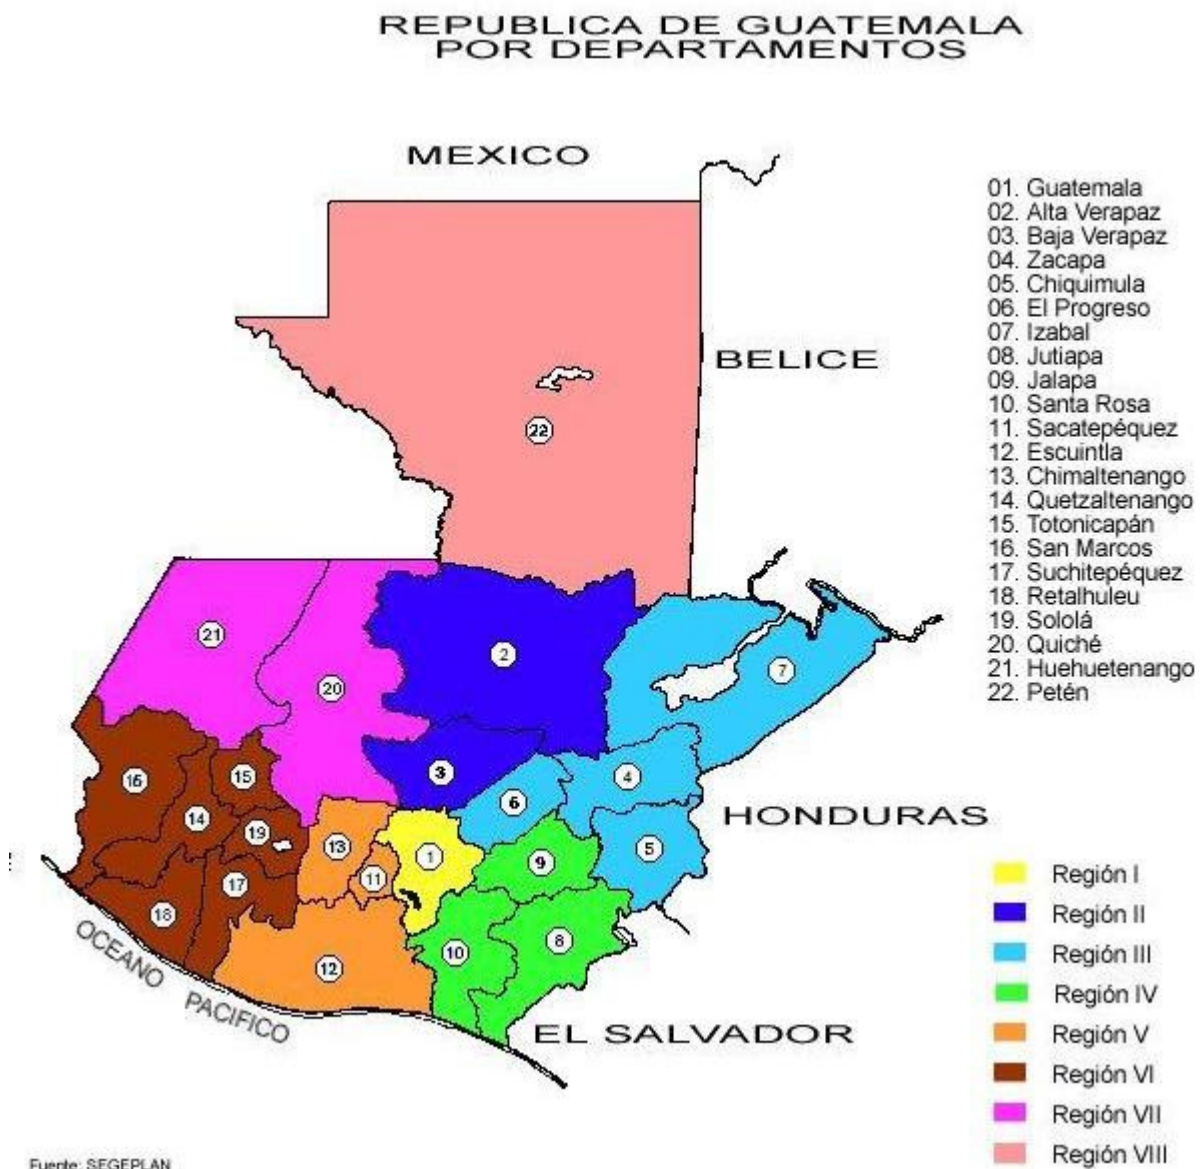 REPUBLICA DE GUATEMALA
POR DEPARTAMENTOS
MEXICO
BELICE
HONDURAS
EL SALVADOR
OCEANO PACIFICO
22
21
20
2
7
3
4
16
15
14
19
6
13
1
9
5
11
17
18
10
8
12
01. Guatemala
02. Alta Verapaz
03. Baja Verapaz
04. Zacapa
05. Chiquimula
06. El Progreso
07. Izabal
08. Jutiapa
09. Jalapa
10. Santa Rosa
11. Sacatepéquez
12. Escuintla
13. Chimaltenango
14. Quetzaltenango
15. Totonicapán
16. San Marcos
17. Suchitepéquez
18. Retalhuleu
19. Sololá
20. Quiché
21. Huehuetenango
22. Petén
Región I
Región II
Región III
Región IV
Región V
Región VI
Región VII
Región VIII
Fuente: SEGEPLAN